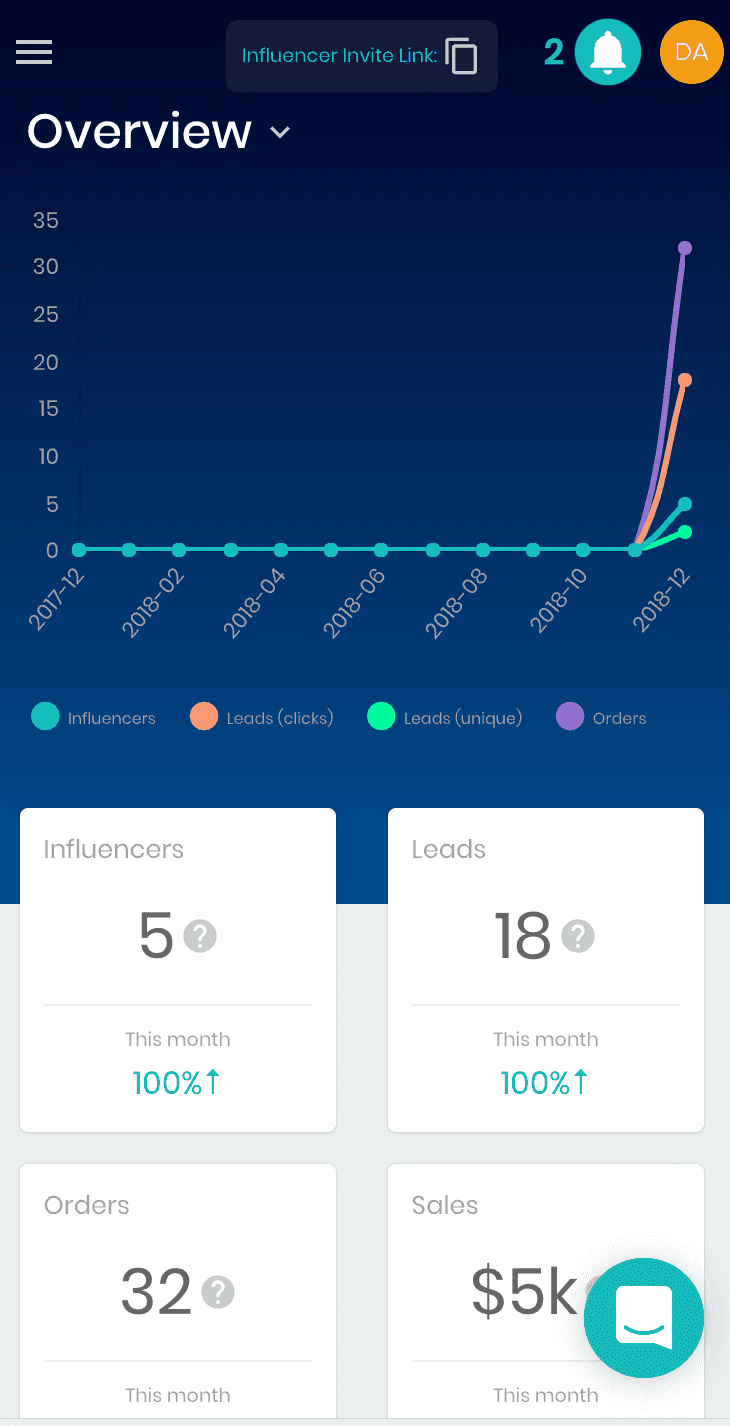 Influencer Invite Link:
2
DA
Overview
35
30
25
20
15
10
5
0
2017-12 2018-02 2018-04 2018-06 2018-08 2018-10 2018-12
Influencers Leads (clicks) Leads (unique) Orders
Influencers Leads
5 ? 18 ?
This month This month
100%↑ 100%↑
Orders Sales
32 ? $5k
This month This month